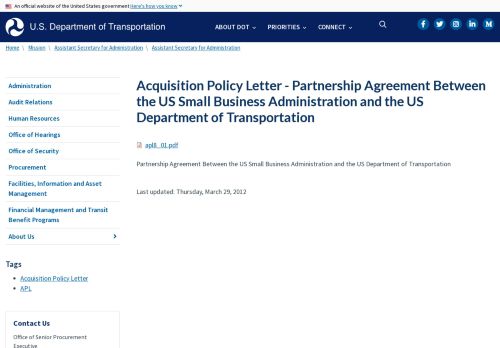 An official website of the United States government Here's how you know
U.S. Department of Transportation
ABOUT DOT
PRIORITIES
CONNECT
Home \ Mission \ Assistant Secretary for Administration \ Assistant Secretary for Administration
Administration
Audit Relations
Human Resources
Office of Hearings
Office of Security
Procurement
Facilities, Information and Asset
Management
Financial Management and Transit
Benefit Programs
About Us
Tags
Acquisition Policy Letter
APL
Contact Us
Office of Senior Procurement
Executive
Acquisition Policy Letter - Partnership Agreement Between
the US Small Business Administration and the US
Department of Transportation
apl8_01.pdf
Partnership Agreement Between the US Small Business Administration and the US Department of Transportation
Last updated: Thursday, March 29, 2012